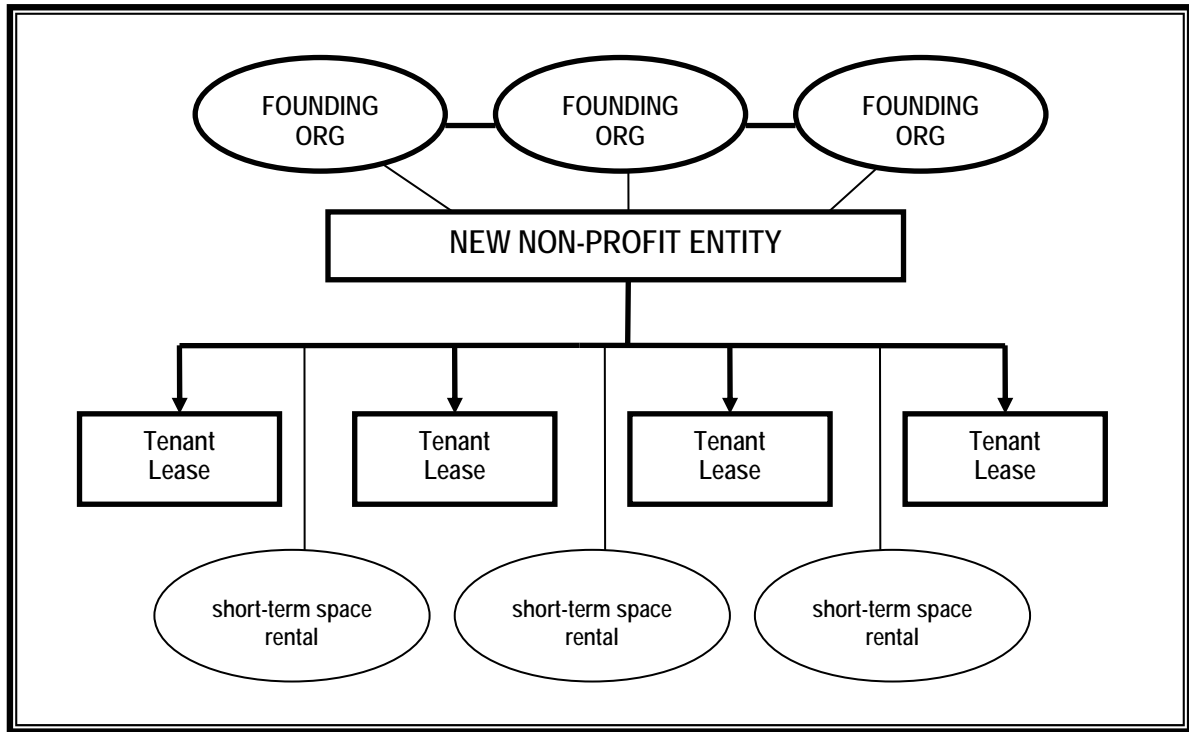 FOUNDING
ORG
FOUNDING
ORG
FOUNDING
ORG
NEW NON-PROFIT ENTITY
Tenant
Lease
Tenant
Lease
Tenant
Lease
Tenant
Lease
short-term space
rental
short-term space
rental
short-term space
rental